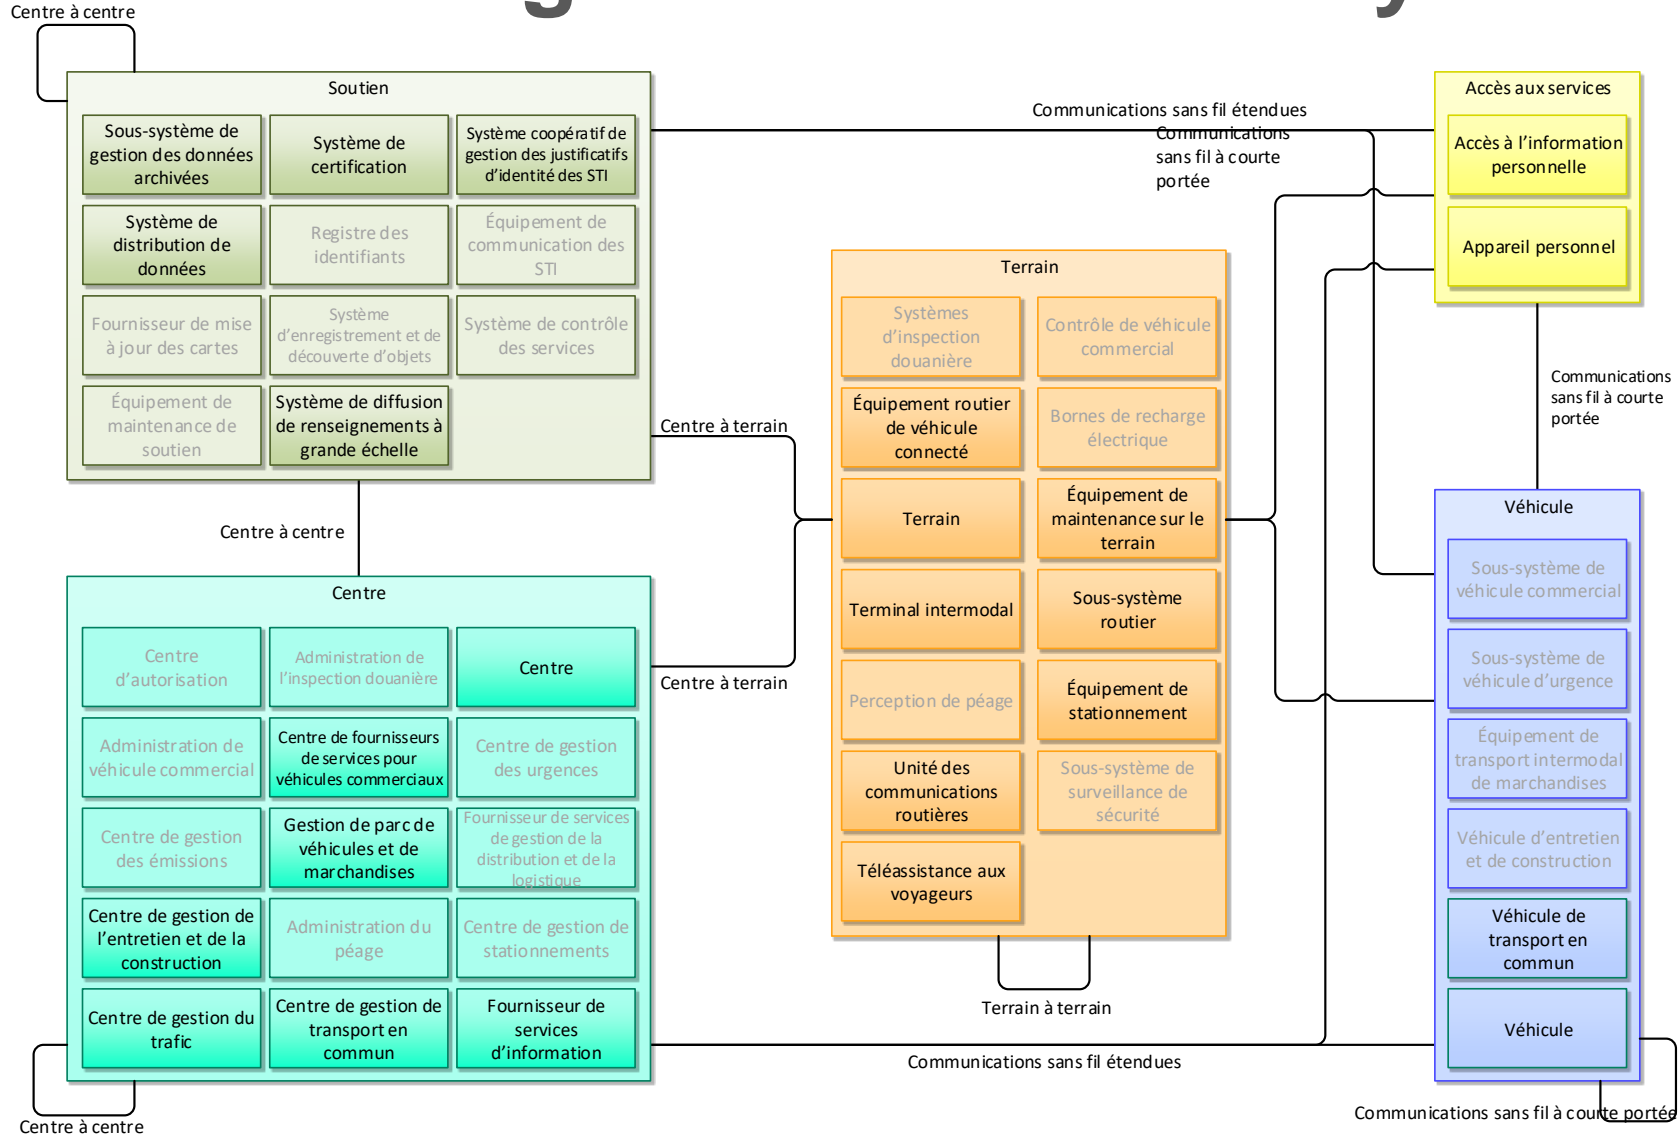 Centre à centre
Soutien
Sous-système de
gestion des données
archivées
Système de
certification
Système coopératif de
gestion des justificatifs
d’identité des STI
Système de
distribution de
données
Registre des
identifiants
Équipement de
communication des
STI
Fournisseur de mise
à jour des cartes
Système
d’enregistrement et de
découverte d’objets
Système de contrôle
des services
Équipement de
maintenance de
soutien
Système de diffusion
de renseignements à
grande échelle
Centre à centre
Centre à terrain
Centre
Centre
d’autorisation
Administration de
l’inspection douanière
Centre
Administration de
véhicule commercial
Centre de fournisseurs
de services pour
véhicules commerciaux
Centre de gestion
des urgences
Centre de gestion
des émissions
Gestion de parc de
véhicules et de
marchandises
Fournisseur de services
de gestion de la
distribution et de la
logistique
Centre de gestion de
l’entretien et de la
construction
Administration du
péage
Centre de gestion de
stationnements
Centre de gestion du
trafic
Centre de gestion de
transport en
commun
Fournisseur de
services
d’information
Centre à terrain
Centre à centre
Communications sans fil étendues
Communications
sans fil à courte
portée
Terrain
Systèmes
d’inspection
douanière
Contrôle de véhicule
commercial
Équipement routier
de véhicule
connecté
Bornes de recharge
électrique
Terrain
Équipement de
maintenance sur le
terrain
Terminal intermodal
Sous-système
routier
Perception de péage
Équipement de
stationnement
Unité des
communications
routières
Sous-système de
surveillance de
sécurité
Téléassistance aux
voyageurs
Terrain à terrain
Communications sans fil étendues
Accès aux services
Accès à l’information
personnelle
Appareil personnel
Communications
sans fil à courte
portée
Véhicule
Sous-système de
véhicule commercial
Sous-système de
véhicule d’urgence
Équipement de
transport intermodal
de marchandises
Véhicule d’entretien
et de construction
Véhicule de
transport en
commun
Véhicule
Communications sans fil à courte portée